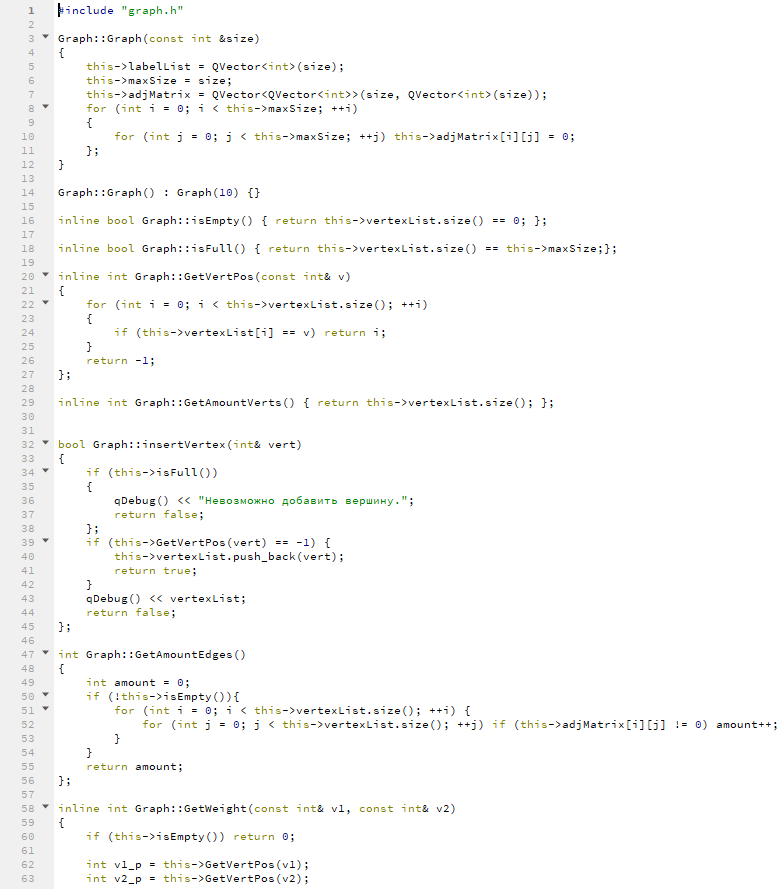 1 #include "graph.h"
2
3 Graph::Graph(const int &size)
4 {
5     this->labelList = QVector<int>(size);
6     this->maxSize = size;
7     this->adjMatrix = QVector<QVector<int>>(size, QVector<int>(size));
8     for (int i = 0; i < this->maxSize; ++i)
9     {
10         for (int j = 0; j < this->maxSize; ++j) this->adjMatrix[i][j] = 0;
11     };
12 }
13
14 Graph::Graph() : Graph(10) {}
15
16 inline bool Graph::isEmpty() { return this->vertexList.size() == 0; };
17
18 inline bool Graph::isFull() { return this->vertexList.size() == this->maxSize;};
19
20 inline int Graph::GetVertPos(const int& v)
21 {
22     for (int i = 0; i < this->vertexList.size(); ++i)
23     {
24         if (this->vertexList[i] == v) return i;
25     }
26     return -1;
27 };
28
29 inline int Graph::GetAmountVerts() { return this->vertexList.size(); };
30
31
32 bool Graph::insertVertex(int& vert)
33 {
34     if (this->isFull())
35     {
36         qDebug() << "Невозможно добавить вершину.";
37         return false;
38     };
39     if (this->GetVertPos(vert) == -1) {
40         this->vertexList.push_back(vert);
41         return true;
42     }
43     qDebug() << vertexList;
44     return false;
45 };
46
47 int Graph::GetAmountEdges()
48 {
49     int amount = 0;
50     if (!this->isEmpty()){
51         for (int i = 0; i < this->vertexList.size(); ++i) {
52             for (int j = 0; j < this->vertexList.size(); ++j) if (this->adjMatrix[i][j] != 0) amount++;
53         }
54     }
55     return amount;
56 };
57
58 inline int Graph::GetWeight(const int& v1, const int& v2)
59 {
60     if (this->isEmpty()) return 0;
61
62     int v1_p = this->GetVertPos(v1);
63     int v2_p = this->GetVertPos(v2);